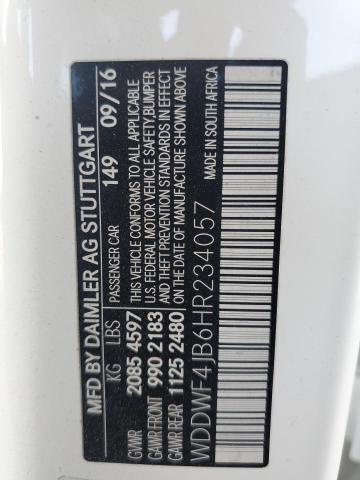 MFD BY DAIMLER AG STUTTGART
KG LBS PASSENGER CAR 149 09/16
GVWR 2085 4597
GAWR FRONT 990 2183
GAWR REAR 1125 2480
THIS VEHICLE CONFORMS TO ALL APPLICABLE
U.S. FEDERAL MOTOR VEHICLE SAFETY,BUMPER
AND THEFT PREVENTION STANDARDS IN EFFECT
ON THE DATE OF MANUFACTURE SHOWN ABOVE
WDDWF4JB6HR234057 MADE IN SOUTH AFRICA